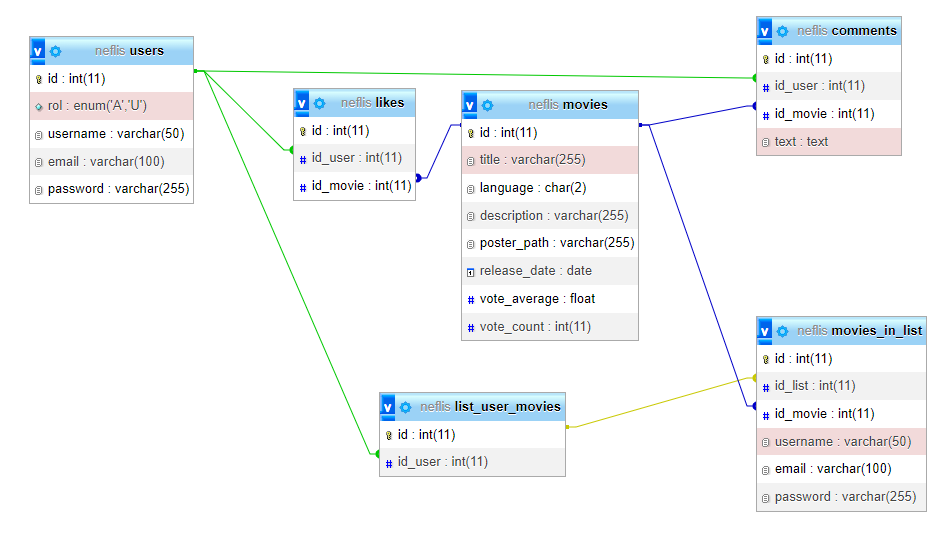 neflis users
id : int(11)
rol : enum('A','U')
username : varchar(50)
email : varchar(100)
password : varchar(255)
neflis likes
id : int(11)
id_user : int(11)
id_movie : int(11)
neflis movies
id : int(11)
title : varchar(255)
language : char(2)
description : varchar(255)
poster_path : varchar(255)
release_date : date
vote_average : float
vote_count : int(11)
neflis comments
id : int(11)
id_user : int(11)
id_movie : int(11)
text : text
neflis list_user_movies
id : int(11)
id_user : int(11)
neflis movies_in_list
id : int(11)
id_list : int(11)
id_movie : int(11)
username : varchar(50)
email : varchar(100)
password : varchar(255)